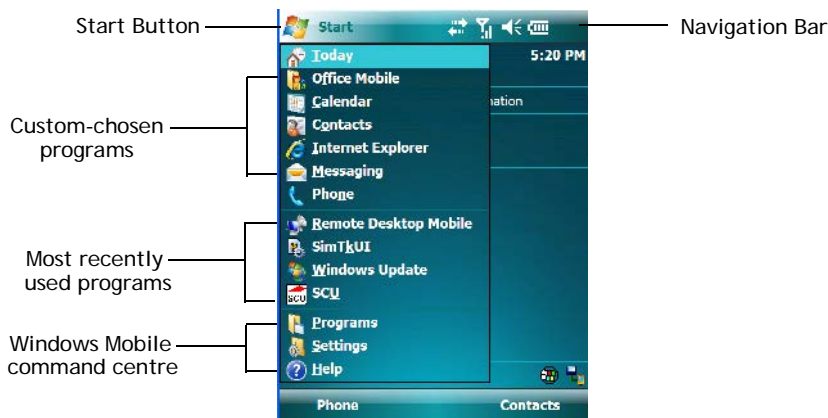 Start Button
Start
Navigation Bar
Today
5:20 PM
Office Mobile
Calendar
nation
Custom-chosen
programs
Contacts
Internet Explorer
Messaging
Phone
Remote Desktop Mobile
SimTkUI
Most recently
used programs
Windows Update
SCU
SCU
Programs
Windows Mobile
command centre
Settings
Help
Phone
Contacts